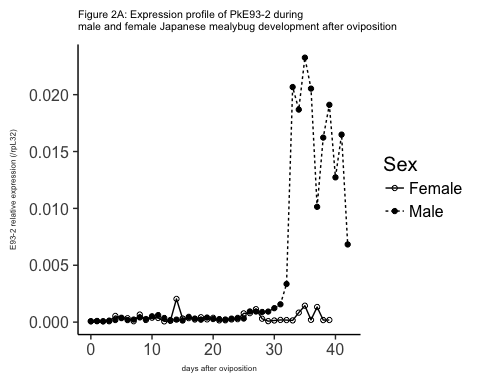 Figure 2A: Expression profile of PkE93-2 during
male and female Japanese mealybug development after oviposition
0.020
0.015
0.010
0.005
0.000
E93-2 relative expression (/rpL32)
0
10
20
30
40
days after oviposition
Sex
Female
Male